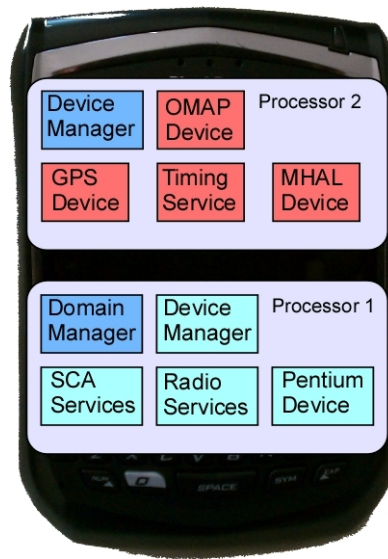 Device OMAP Processor 2
Manager Device
GPS Timing MHAL
Device Service Device
Domain Device Processor 1
Manager Manager
SCA Radio Pentium
Services Services Device
SPACE SYM